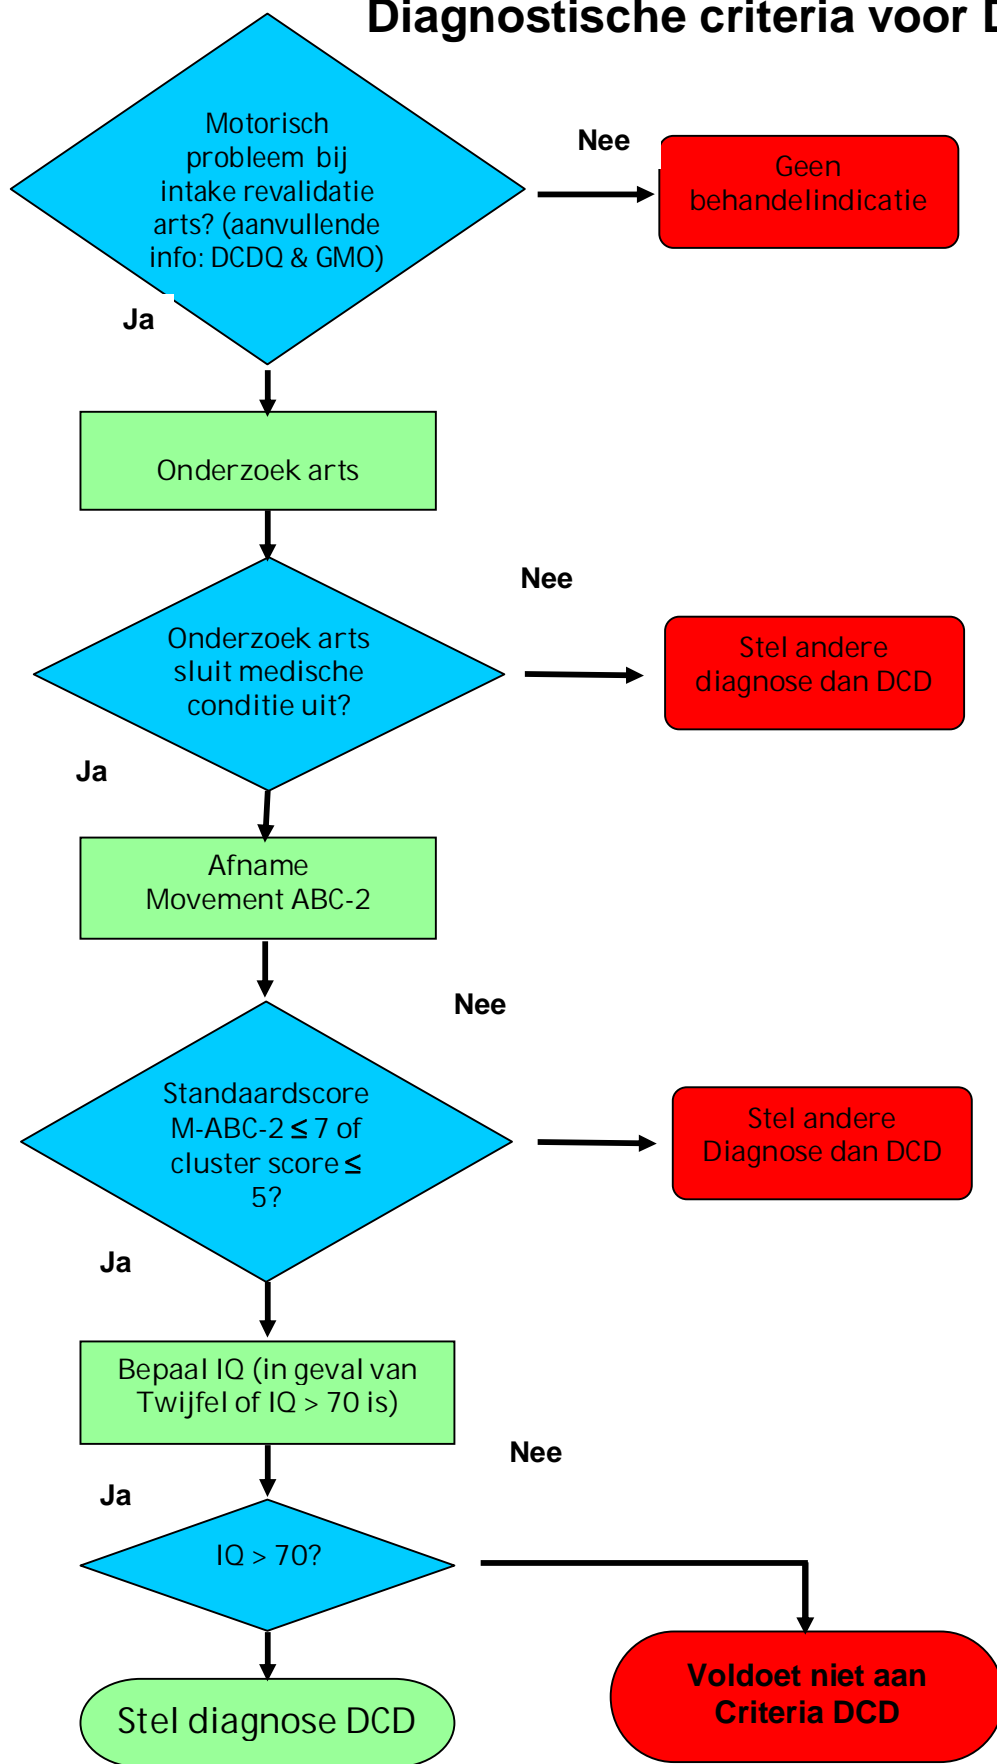 Diagnostische criteria voor D
Motorisch
probleem bij
intake revalidatie
arts? (aanvullende
info: DCDQ & GMO)
Nee
Geen
behandelindicatie
Ja
Onderzoek arts
Nee
Onderzoek arts
sluit medische
conditie uit?
Stel andere
diagnose dan DCD
Ja
Afname
Movement ABC-2
Nee
Standaardscore
M-ABC-2 ≤ 7 of
cluster score ≤
5?
Stel andere
Diagnose dan DCD
Ja
Bepaal IQ (in geval van
Twijfel of IQ > 70 is)
Nee
Ja
IQ > 70?
Voldoet niet aan
Criteria DCD
Stel diagnose DCD